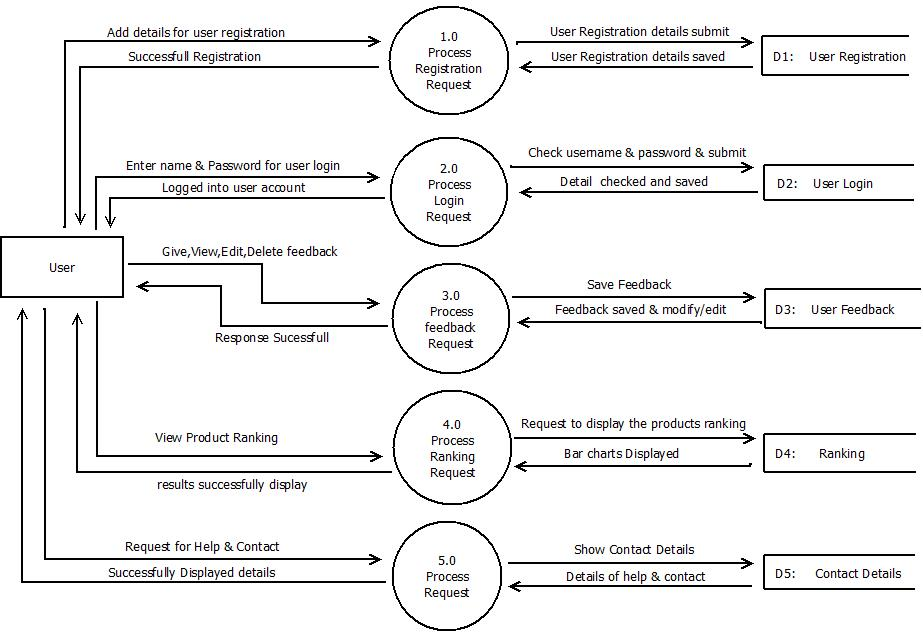 Add details for user registration
Successfull Registration
1.0
Process
Registration
Request
User Registration details submit
User Registration details saved
D1: User Registration
Enter name & Password for user login
Logged into user account
2.0
Process
Login
Request
Check username & password & submit
Detail checked and saved
D2: User Login
User
Give,View,Edit,Delete feedback
Response Sucessfull
3.0
Process
feedback
Request
Save Feedback
Feedback saved & modify/edit
D3: User Feedback
View Product Ranking
results successfully display
4.0
Process
Ranking
Request
Request to display the products ranking
Bar charts Displayed
D4: Ranking
Request for Help & Contact
Successfully Displayed details
5.0
Process
Request
Show Contact Details
Details of help & contact
D5: Contact Details